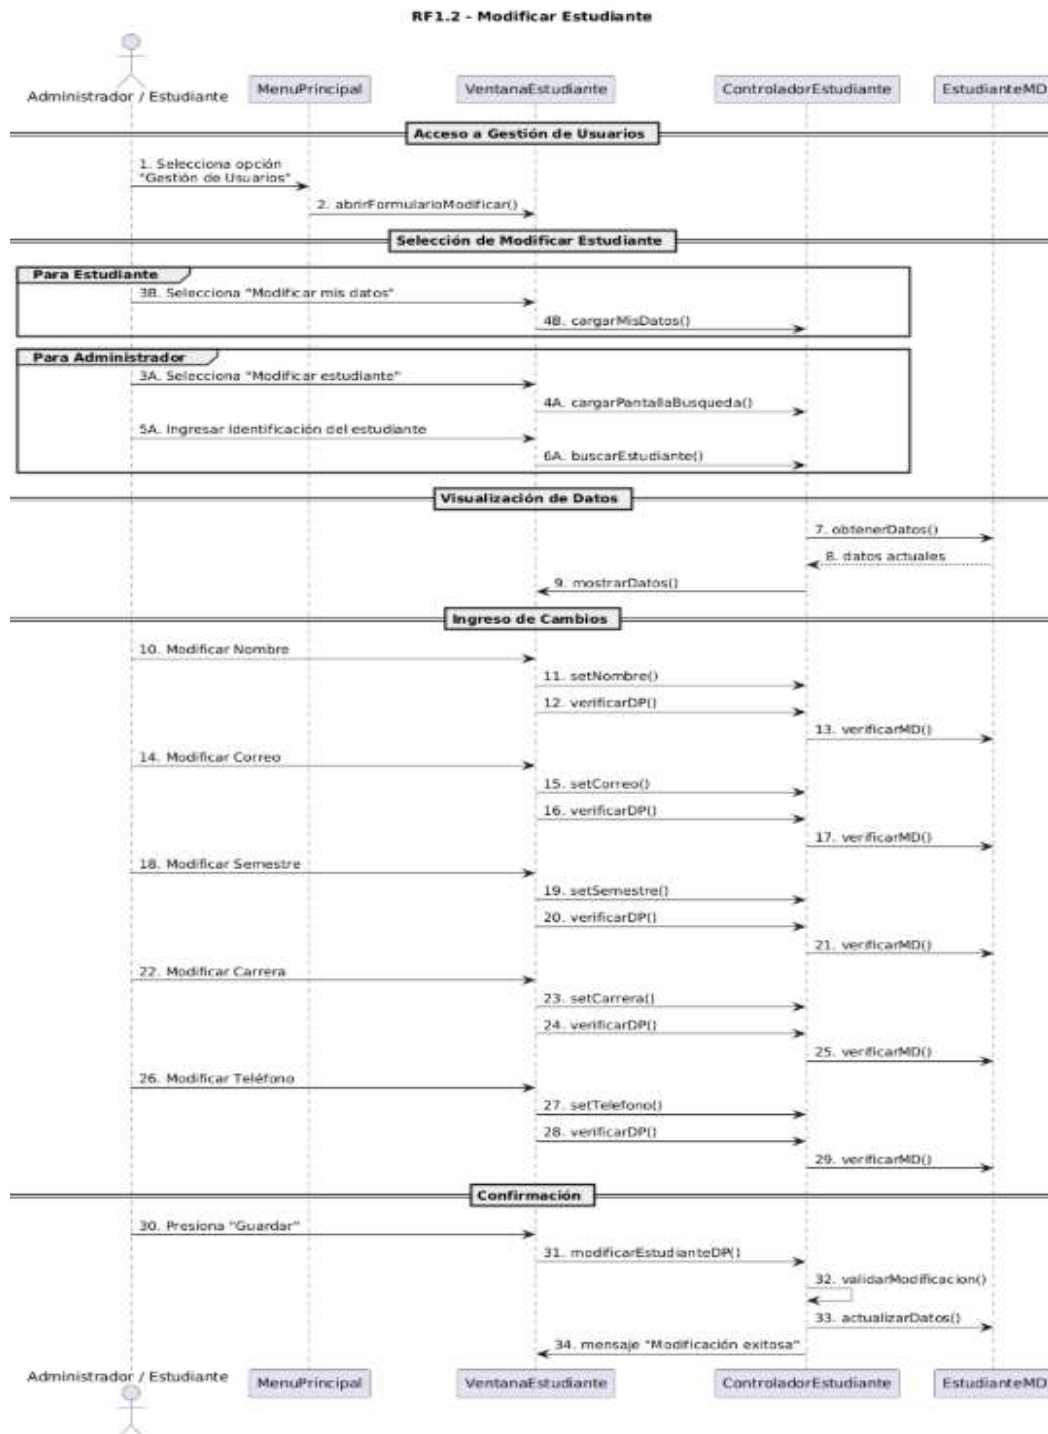 RF1.2 - Modificar Estudiante
Administrador / Estudiante
MenuPrincipal
VentanaEstudiante
ControladorEstudiante
EstudianteMD
Acceso a Gestión de Usuarios
1. Selecciona opción
"Gestión de Usuarios"
2. abrirFormularioModificar()
Selección de Modificar Estudiante
Para Estudiante
3B. Selecciona "Modificar mis datos"
4B. cargarMisDatos()
Para Administrador
3A. Selecciona "Modificar estudiante"
4A. cargarPantallaBusqueda()
5A. Ingresar identificación del estudiante
6A. buscarEstudiante()
Visualización de Datos
7. obtenerDatos()
8. datos actuales
9. mostrarDatos()
Ingreso de Cambios
10. Modificar Nombre
11. setNombre()
12. verificarDP()
13. verificarMD()
14. Modificar Correo
15. setCorreo()
16. verificarDP()
17. verificarMD()
18. Modificar Semestre
19. setSemestre()
20. verificarDP()
21. verificarMD()
22. Modificar Carrera
23. setCarrera()
24. verificarDP()
25. verificarMD()
26. Modificar Teléfono
27. setTelefono()
28. verificarDP()
29. verificarMD()
Confirmación
30. Presiona "Guardar"
31. modificarEstudianteDP()
32. validarModificacion()
33. actualizarDatos()
34. mensaje "Modificación exitosa"
Administrador / Estudiante
MenuPrincipal
VentanaEstudiante
ControladorEstudiante
EstudianteMD